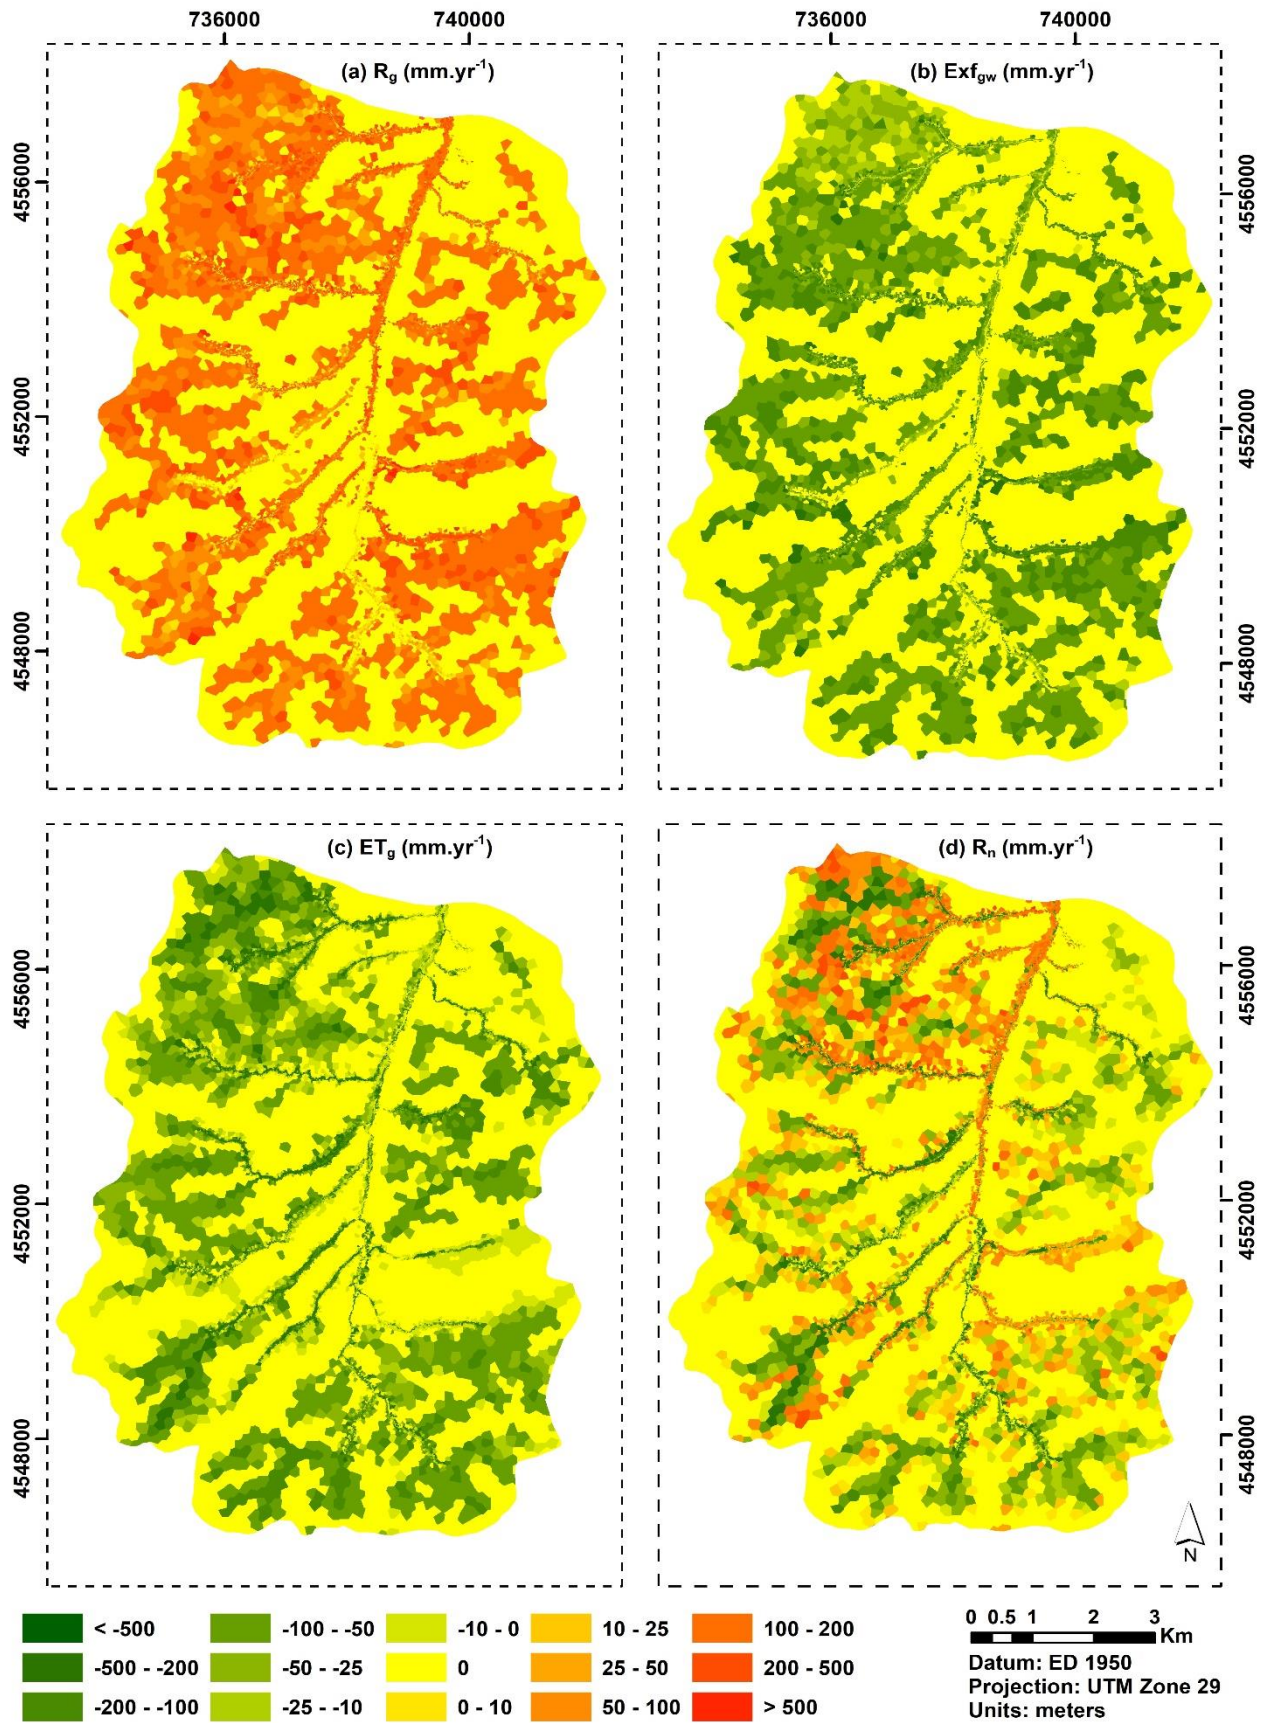 736000 740000 736000 740000
(a) Rg (mm.yr-1) (b) Exfgw (mm.yr-1)
4556000 4556000
4552000 4552000
4548000 4548000
(c) ETg (mm.yr-1) (d) Rn (mm.yr-1)
4556000 4556000
4552000 4552000
4548000 4548000
N
< -500 -100 - -50 -10 - 0 10 - 25 100 - 200
-500 - -200 -50 - -25 0 25 - 50 200 - 500
-200 - -100 -25 - -10 0 - 10 50 - 100 > 500
0 0.5 1 2 3
Km
Datum: ED 1950
Projection: UTM Zone 29
Units: meters